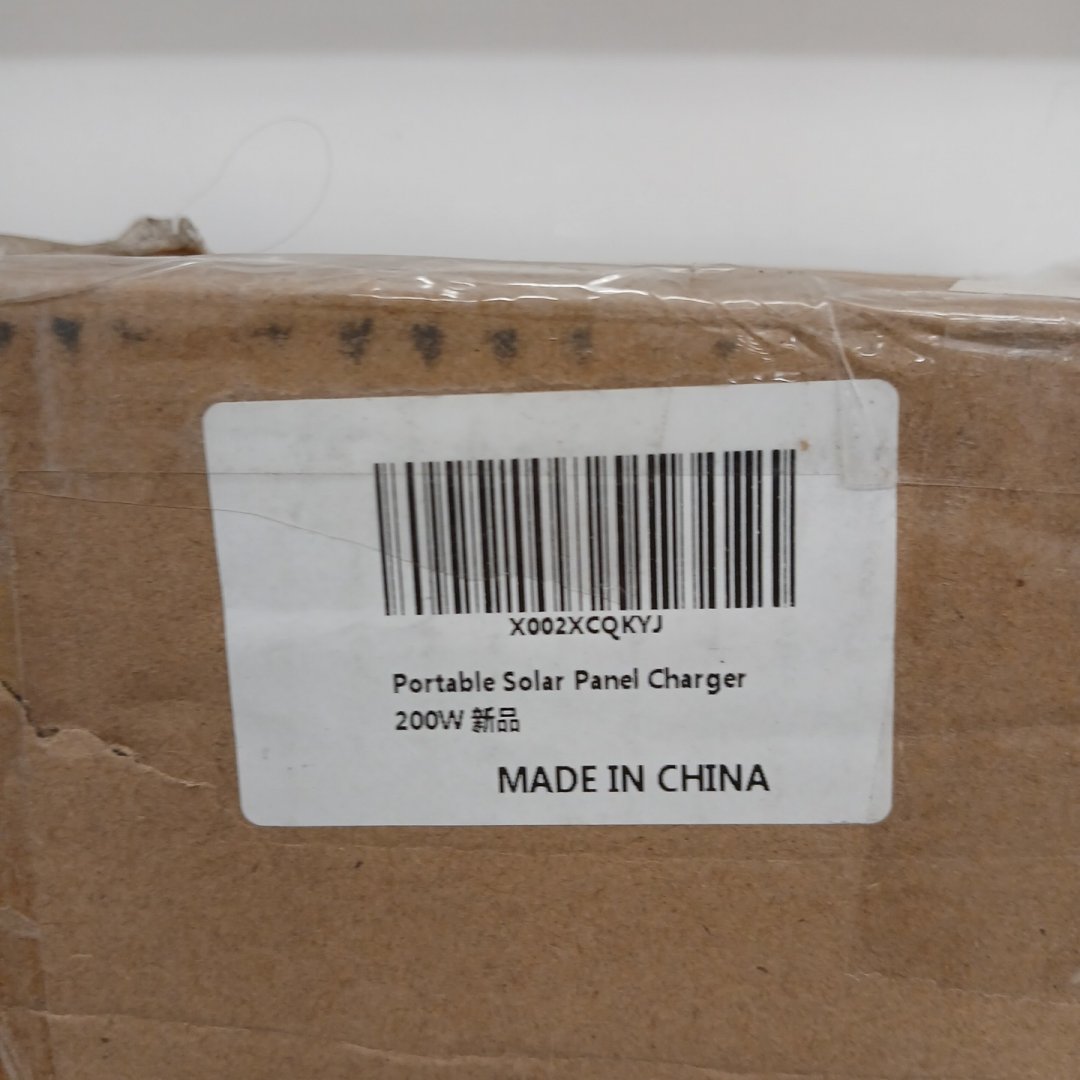 X002XCQKYJ
Portable Solar Panel Charger
200W 新品
MADE IN CHINA